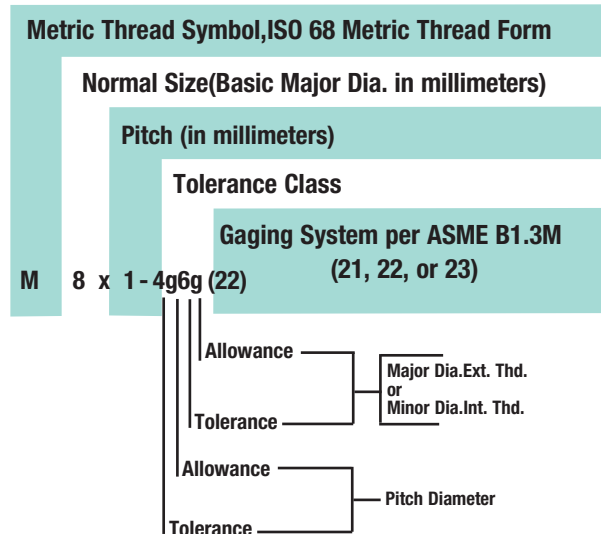 Metric Thread Symbol,ISO 68 Metric Thread Form
Normal Size(Basic Major Dia. in millimeters)
Pitch (in millimeters)
Tolerance Class
Gaging System per ASME B1.3M
(21, 22, or 23)
M 8 x 1 - 4g6g (22)
Allowance
Major Dia.Ext. Thd.
or
Minor Dia.Int. Thd.
Tolerance
Allowance
Pitch Diameter
Tolerance